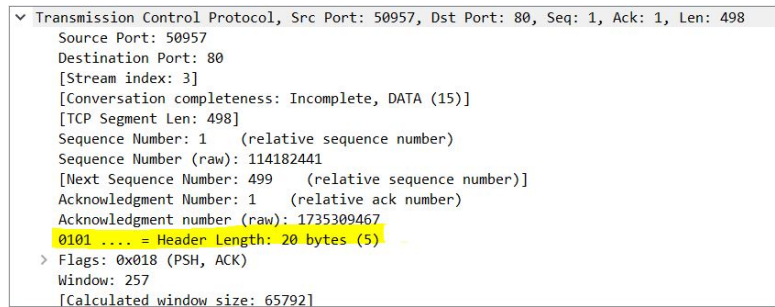 Transmission Control Protocol, Src Port: 50957, Dst Port: 80, Seq: 1, Ack: 1, Len: 498
Source Port: 50957
Destination Port: 80
[Stream index: 3]
[Conversation completeness: Incomplete, DATA (15)]
[TCP Segment Len: 498]
Sequence Number: 1    (relative sequence number)
Sequence Number (raw): 114182441
[Next Sequence Number: 499    (relative sequence number)]
Acknowledgment Number: 1    (relative ack number)
Acknowledgment number (raw): 1735309467
0101 .... = Header Length: 20 bytes (5)
Flags: 0x018 (PSH, ACK)
Window: 257
[Calculated window size: 65792]